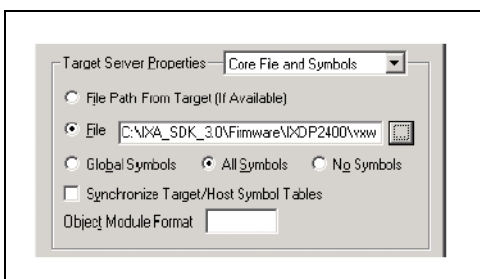 Target Server Properties Core File and Symbols
File Path From Target (If Available)
File C:\IXA_SDK_3.0\Firmware\IXDP2400\vxw ...
Global Symbols All Symbols No Symbols
Synchronize Target/Host Symbol Tables
Object Module Format